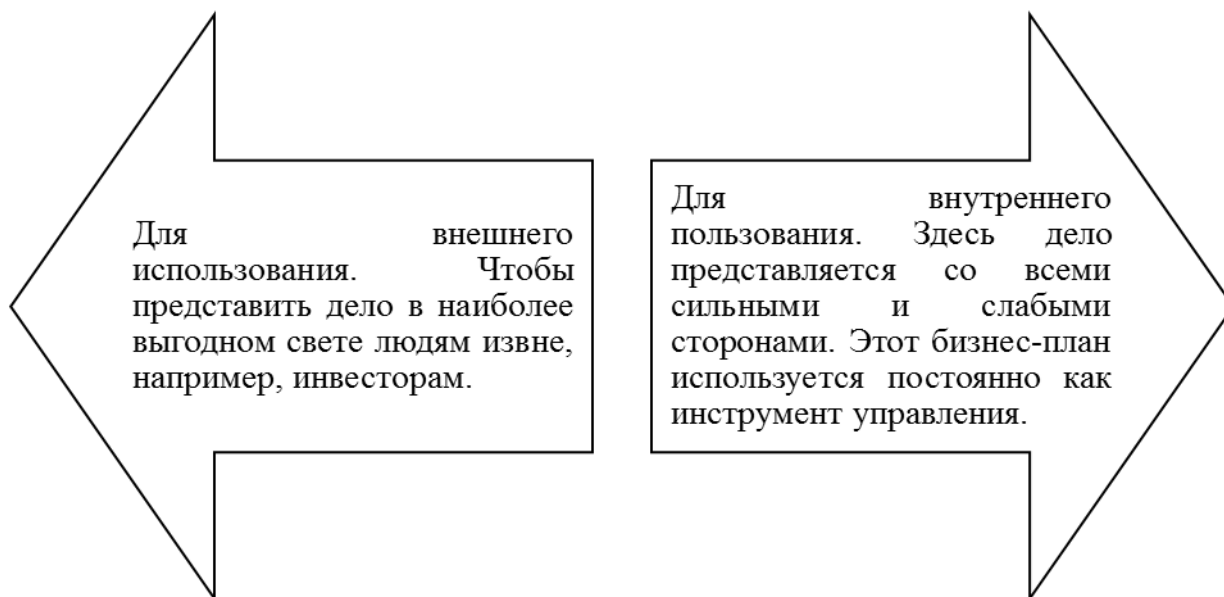 Для внешнего
использования. Чтобы
представить дело в наиболее
выгодном свете людям извне,
например, инвесторам.
Для внутреннего
пользования. Здесь дело
представляется со всеми
сильными и слабыми
сторонами. Этот бизнес-план
используется постоянно как
инструмент управления.